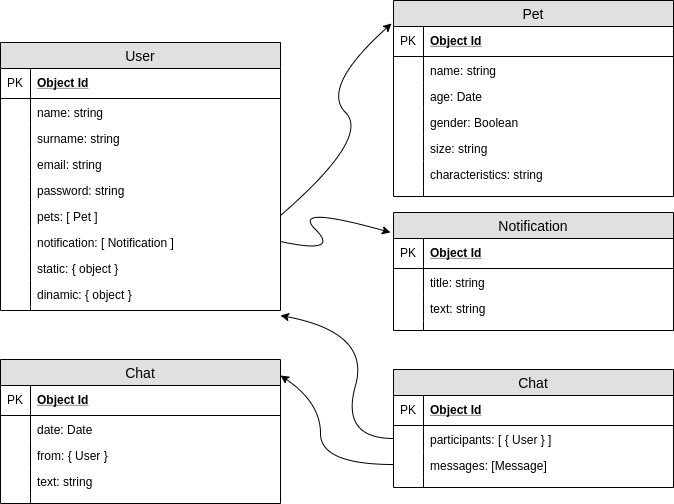 User
PK Object Id
name: string
surname: string
email: string
password: string
pets: [ Pet ]
notification: [ Notification ]
static: { object }
dinamic: { object }
Pet
PK Object Id
name: string
age: Date
gender: Boolean
size: string
characteristics: string
Notification
PK Object Id
title: string
text: string
Chat
PK Object Id
date: Date
from: { User }
text: string
Chat
PK Object Id
participants: [ { User } ]
messages: [Message]